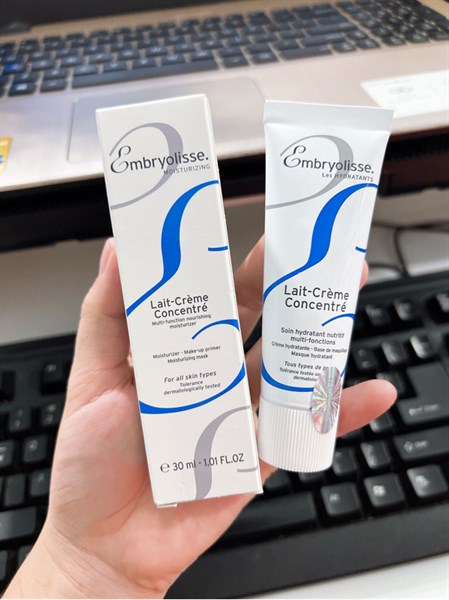 Embryolisse.
MOISTURIZING
Lait-Crème
Concentré
Multi-function nourishing
moisturizer
Moisturizer - Make-up primer
Moisturizing mask
For all skin types
Tolerance
dermatologically tested
e 30 ml - 1,01 FL.OZ
Embryolisse.
Les HYDRATANTS
Lait-Crème
Concentré
Soin hydratant nutritif
multi-fonctions
Crème hydratante - Base de
Masque hydratant
Tous types de
Tolérance testée